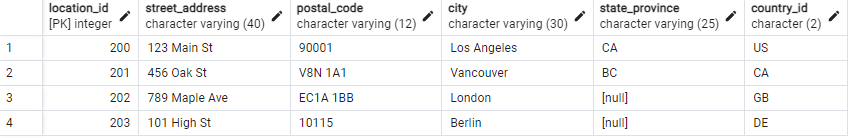 location_id street_address postal_code city state_province country_id
[PK] integer character varying (40) character varying (12) character varying (30) character varying (25) character (2)
1 200 123 Main St 90001 Los Angeles CA US
2 201 456 Oak St V8N 1A1 Vancouver BC CA
3 202 789 Maple Ave EC1A 1BB London [null] GB
4 203 101 High St 10115 Berlin [null] DE